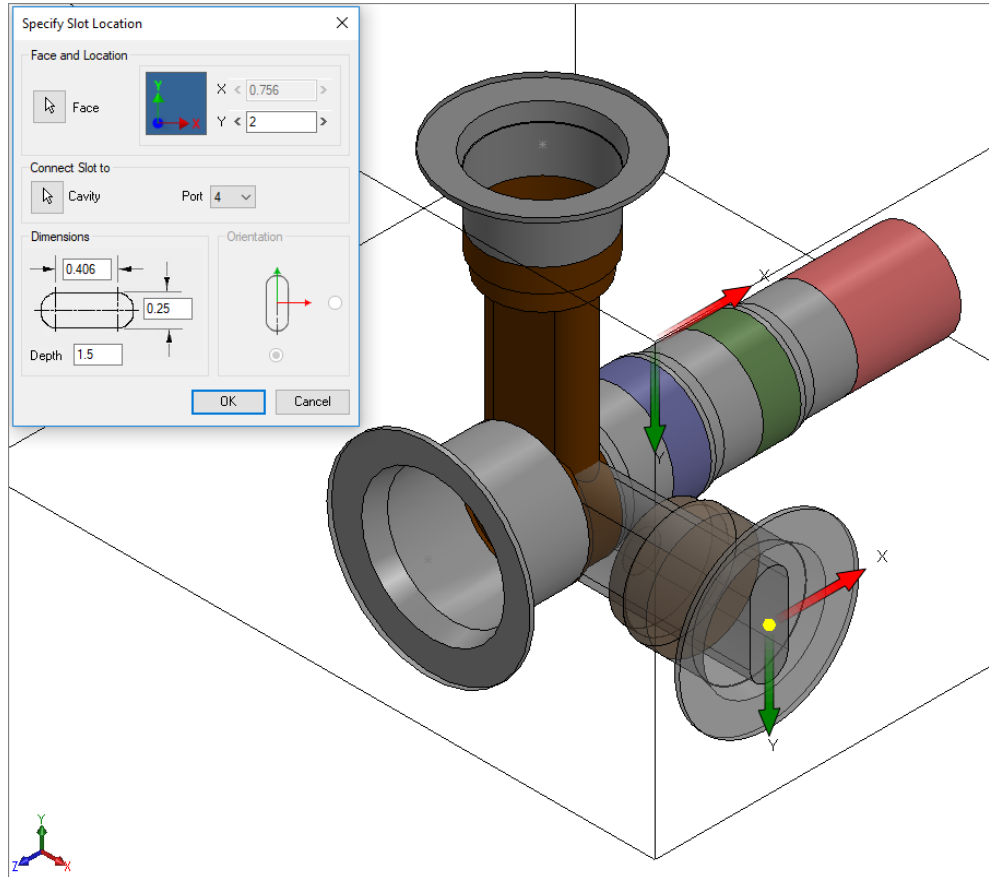 Specify Slot Location
Face and Location
Face
Y
X
X < 0.756 >
Y < 2 >
Connect Slot to
Cavity
Port 4
Dimensions
Orientation
0.406
0.25
Depth 1.5
OK Cancel
X
Y
X
Y
Y
Z X